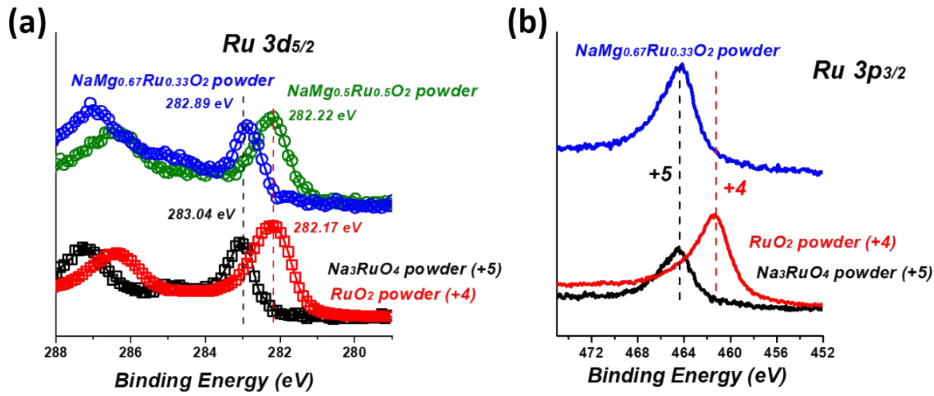 (a)
Ru 3d5/2
NaMg0.67Ru0.33O2 powder
282.89 eV
NaMg0.5Ru0.5O2 powder
282.22 eV
283.04 eV
282.17 eV
Na3RuO4 powder (+5)
RuO2 powder (+4)
288
286
284
282
280
Binding Energy (eV)
(b)
NaMg0.67Ru0.33O2 powder
Ru 3p3/2
+5
+4
RuO2 powder (+4)
Na3RuO4 powder (+5)
472
468
464
460
456
452
Binding Energy (eV)